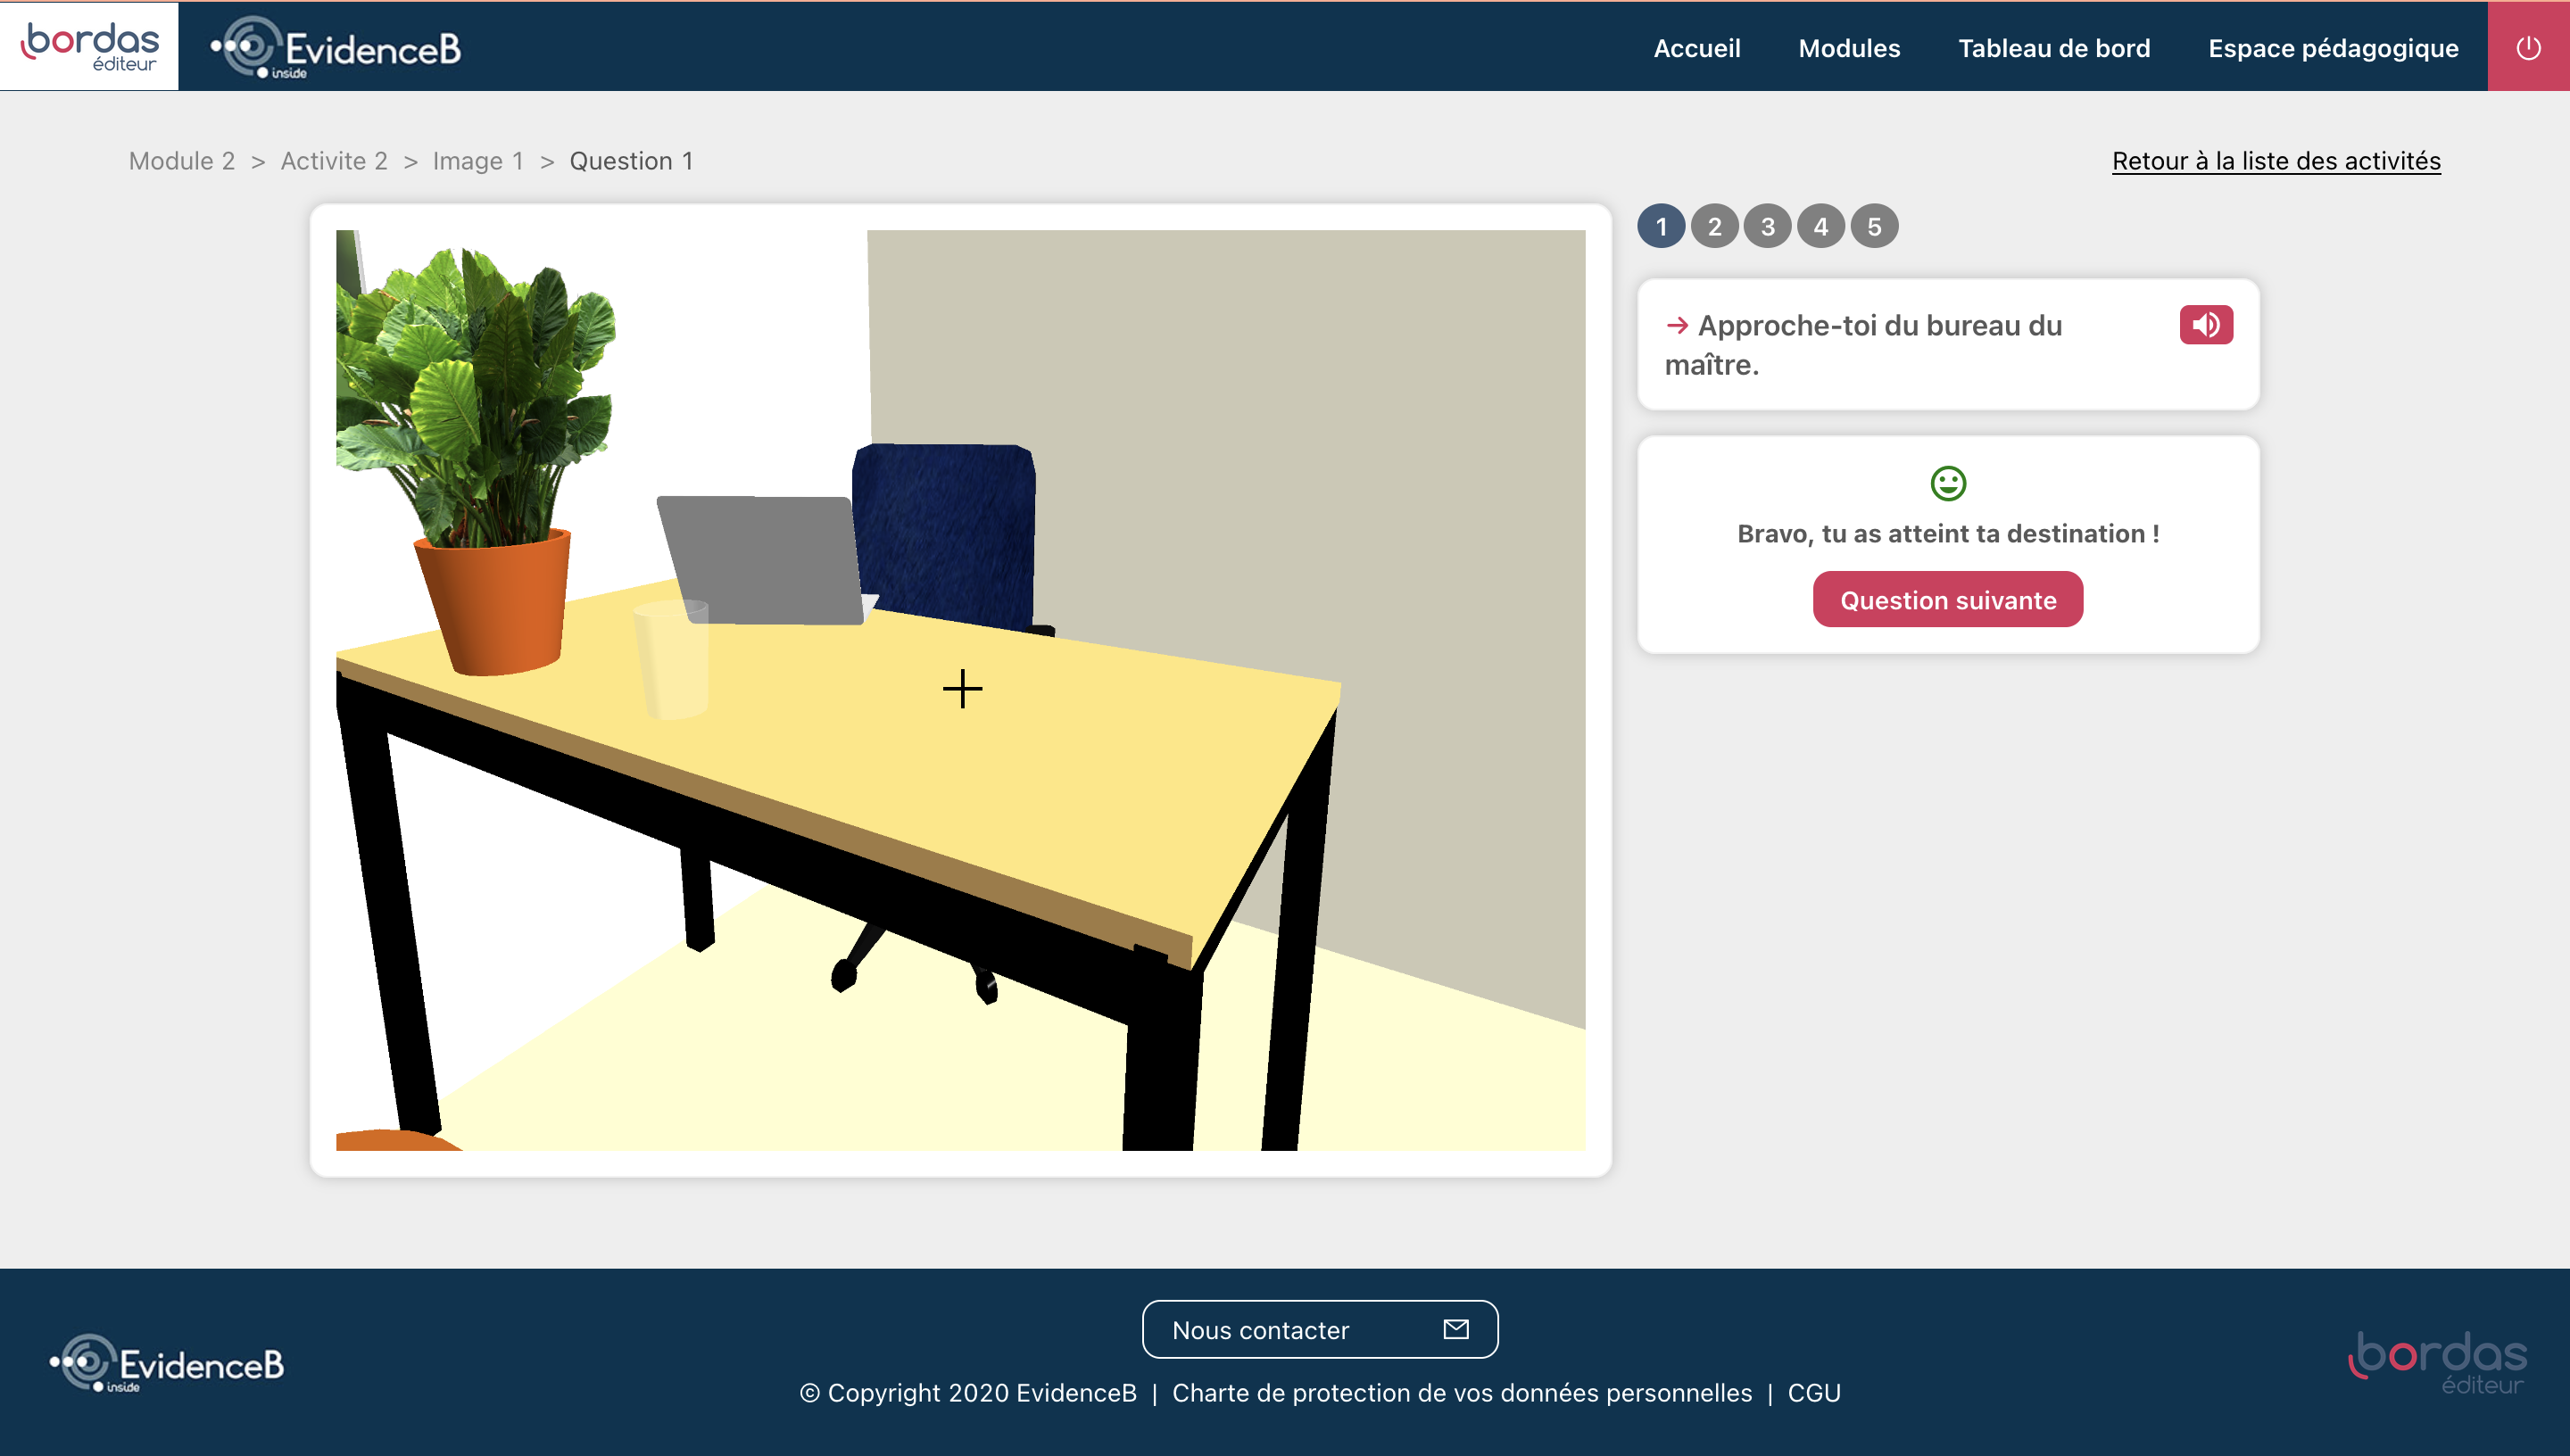 bordas
éditeur
EvidenceB
inside
Accueil
Modules
Tableau de bord
Espace pédagogique
Module 2 > Activite 2 > Image 1 > Question 1
Retour à la liste des activités
1 2 3 4 5
→ Approche-toi du bureau du
maître.
Bravo, tu as atteint ta destination !
Question suivante
Nous contacter
EvidenceB
inside
© Copyright 2020 EvidenceB | Charte de protection de vos données personnelles | CGU
bordas
éditeur